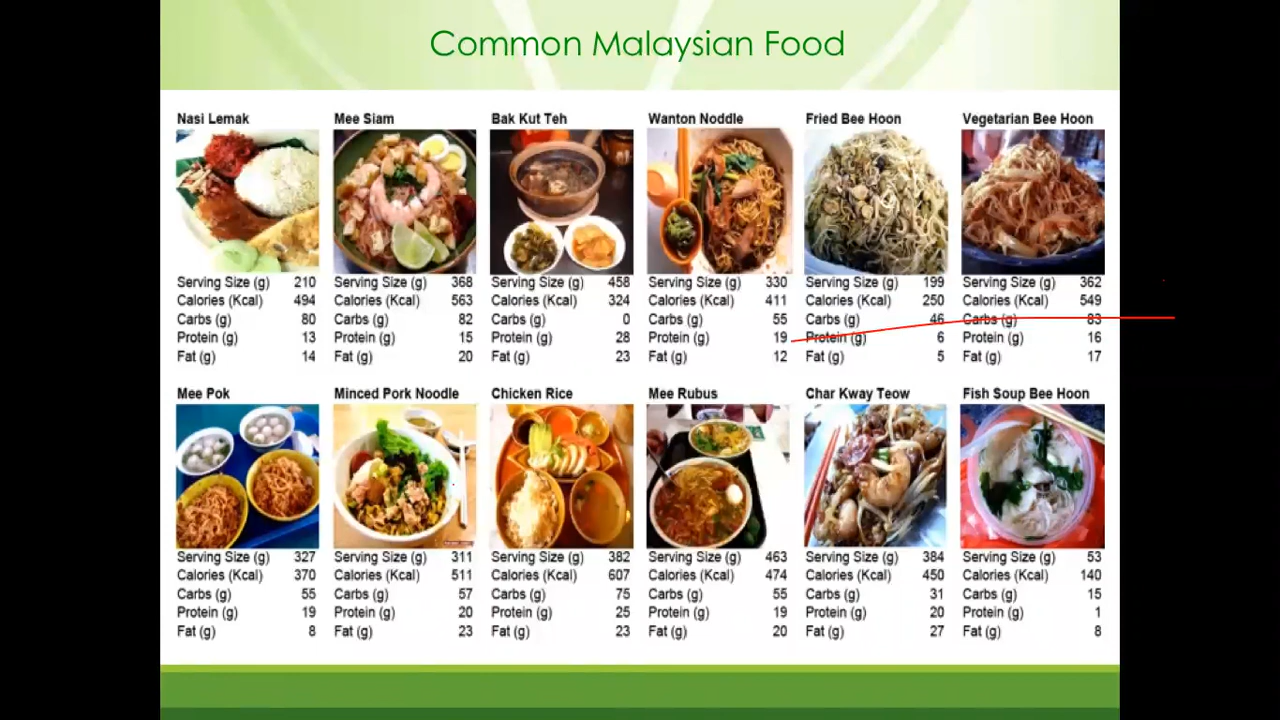 Common Malaysian Food
Nasi Lemak
Serving Size (g) 210
Calories (Kcal) 494
Carbs (g) 80
Protein (g) 13
Fat (g) 14
Mee Siam
Serving Size (g) 368
Calories (Kcal) 563
Carbs (g) 82
Protein (g) 15
Fat (g) 20
Bak Kut Teh
Serving Size (g) 458
Calories (Kcal) 324
Carbs (g) 0
Protein (g) 28
Fat (g) 23
Wanton Noddle
Serving Size (g) 330
Calories (Kcal) 411
Carbs (g) 55
Protein (g) 19
Fat (g) 12
Fried Bee Hoon
Serving Size (g) 199
Calories (Kcal) 250
Carbs (g) 46
Protein (g) 6
Fat (g) 5
Vegetarian Bee Hoon
Serving Size (g) 362
Calories (Kcal) 549
Carbs (g) 83
Protein (g) 16
Fat (g) 17
Mee Pok
Serving Size (g) 327
Calories (Kcal) 370
Carbs (g) 55
Protein (g) 19
Fat (g) 8
Minced Pork Noodle
Serving Size (g) 311
Calories (Kcal) 511
Carbs (g) 57
Protein (g) 20
Fat (g) 23
Chicken Rice
Serving Size (g) 382
Calories (Kcal) 607
Carbs (g) 75
Protein (g) 25
Fat (g) 23
Mee Rubus
Serving Size (g) 463
Calories (Kcal) 474
Carbs (g) 55
Protein (g) 19
Fat (g) 20
Char Kway Teow
Serving Size (g) 384
Calories (Kcal) 450
Carbs (g) 31
Protein (g) 20
Fat (g) 27
Fish Soup Bee Hoon
Serving Size (g) 53
Calories (Kcal) 140
Carbs (g) 15
Protein (g) 1
Fat (g) 8